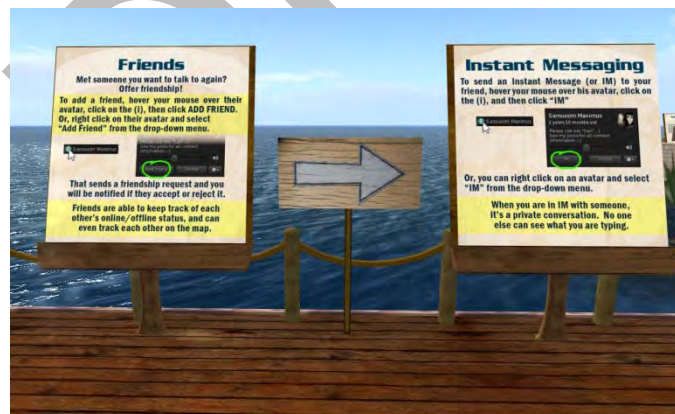 Friends
Met someone you want to talk to again?
Offer friendship!
To add a friend, hover your mouse over their
avatar, click on the (i), then click ADD FRIEND.
Or, right click on their avatar and select
"Add Friend" from the drop-down menu.
Sansusim Maximus
That sends a friendship request and you
will be notified if they accept or reject it.
Friends are able to keep track of each
other's online/offline status, and can
even track each other on the map.
Instant Messaging
To send an Instant Message (or IM) to your
friend, hover your mouse over his avatar, click on
the (i), and then click "IM"
Sansusim Maximus
Sansusim Maximus
Or, you can right click on an avatar and select
"IM" from the drop-down menu.
When you are in IM with someone,
it's a private conversation. No one
else can see what you are typing.